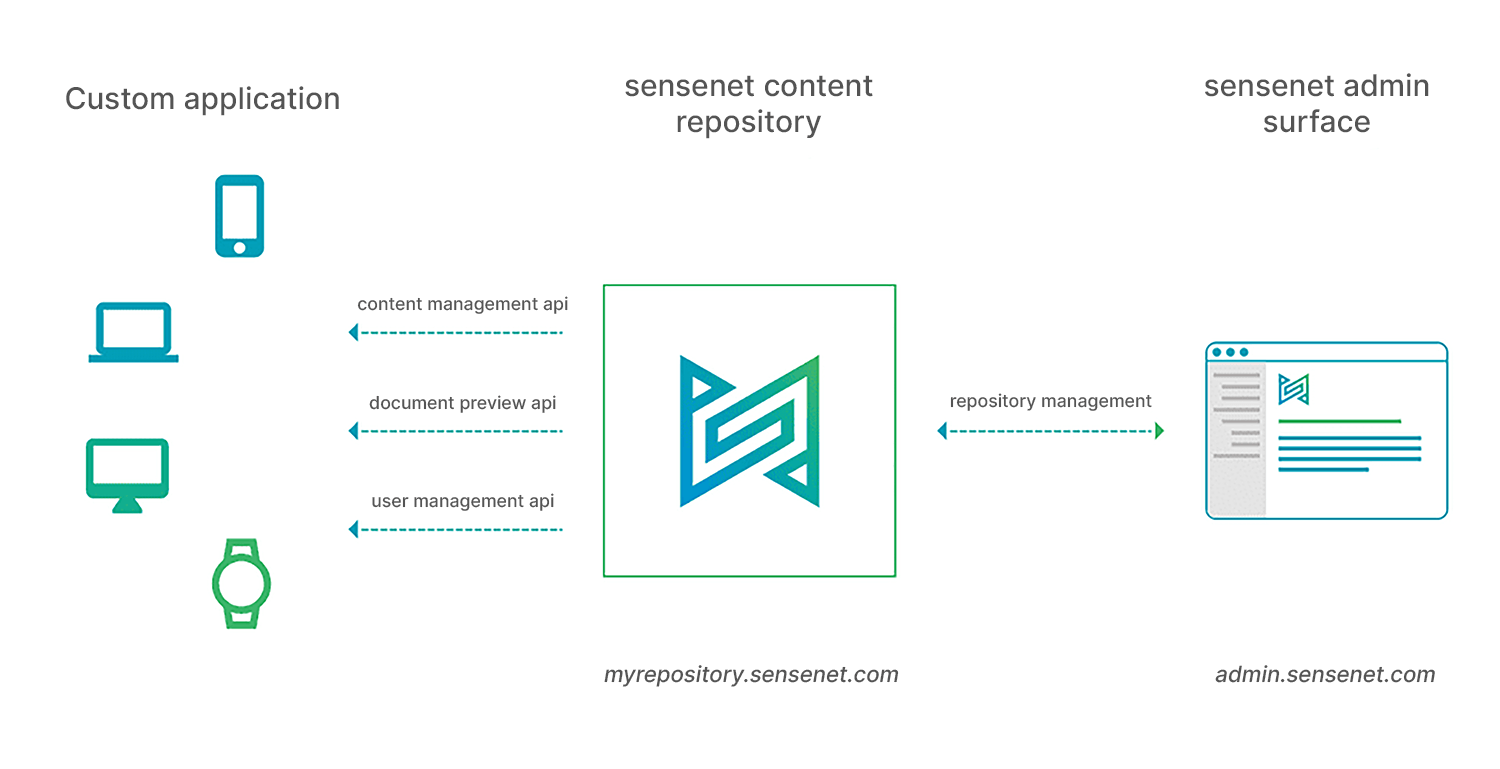 Custom application
sensenet content
repository
sensenet admin
surface
content management api
document preview api
user management api
repository management
myrepository.sensenet.com
admin.sensenet.com